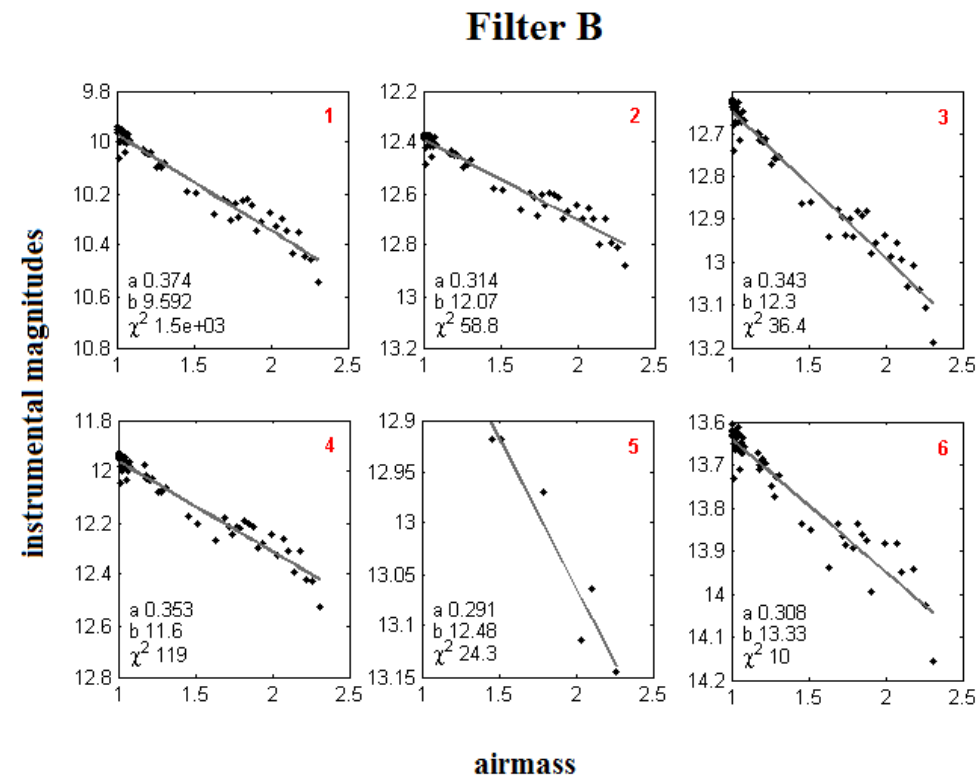 Filter B
instrumental magnitudes
1
9.8
10
10.2
10.4
10.6
10.8
a 0.374
b 9.592
χ² 1.5e+03
1 1.5 2 2.5
2
12.2
12.4
12.6
12.8
13
13.2
a 0.314
b 12.07
χ² 58.8
1 1.5 2 2.5
3
12.7
12.8
12.9
13
13.1
13.2
a 0.343
b 12.3
χ² 36.4
1 1.5 2 2.5
4
11.8
12
12.2
12.4
12.6
12.8
a 0.353
b 11.6
χ² 119
1 1.5 2 2.5
5
12.9
12.95
13
13.05
13.1
13.15
a 0.291
b 12.48
χ² 24.3
1 1.5 2 2.5
6
13.6
13.7
13.8
13.9
14
14.1
14.2
a 0.308
b 13.33
χ² 10
1 1.5 2 2.5
airmass